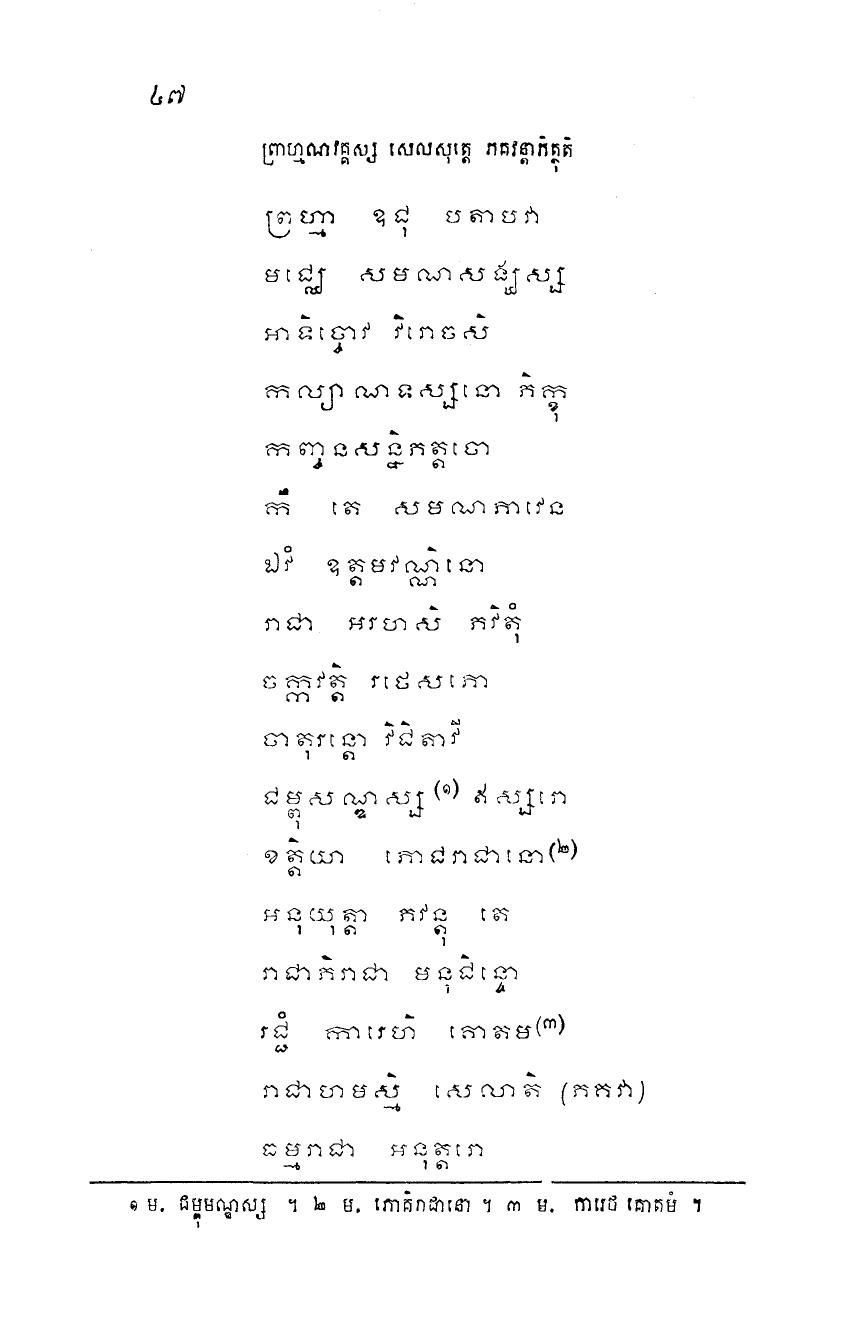 ៤៧
ព្រាហ្មណវគ្គស្ស សេលសុត្តេ ភគវន្តាភិត្ថុតិ
ព្រហ្មា ឧជុ បតាបវា
មជ្ឈេ សមណសង្ឃស្ស
អាទិច្ចោវ វិរោចសិ
កល្យាណទស្សនោ ភិក្ខុ
កញ្ចនសន្និភត្តចោ
កឹ តេ សមណភាវេន
ឯវំ ឧត្តមវណ្ណិនោ
រាជា អរហសិ ភវិតុំ
ចក្កវត្តិ រថេសភោ
ចាតុរន្តោ វិជិតាវី
ជម្ពុសណ្ឌស្ស(១) ឥស្សរោ
ខត្តិយា ភោជរាជានោ(២)
អនុយុត្តា ភវន្តុ តេ
រាជាភិរាជា មនុជិន្ទោ
រជ្ជំ ការេហិ គោតម(៣)
រាជាហមស្មិ សេលាតិ (ភគវា)
ធម្មរាជា អនុត្តរោ
១ ម. ជម្ពុមណ្ឌស្ស ។ ២ ម. ភោគិរាជានោ ។ ៣ ម. ការេថ គោតមំ ។